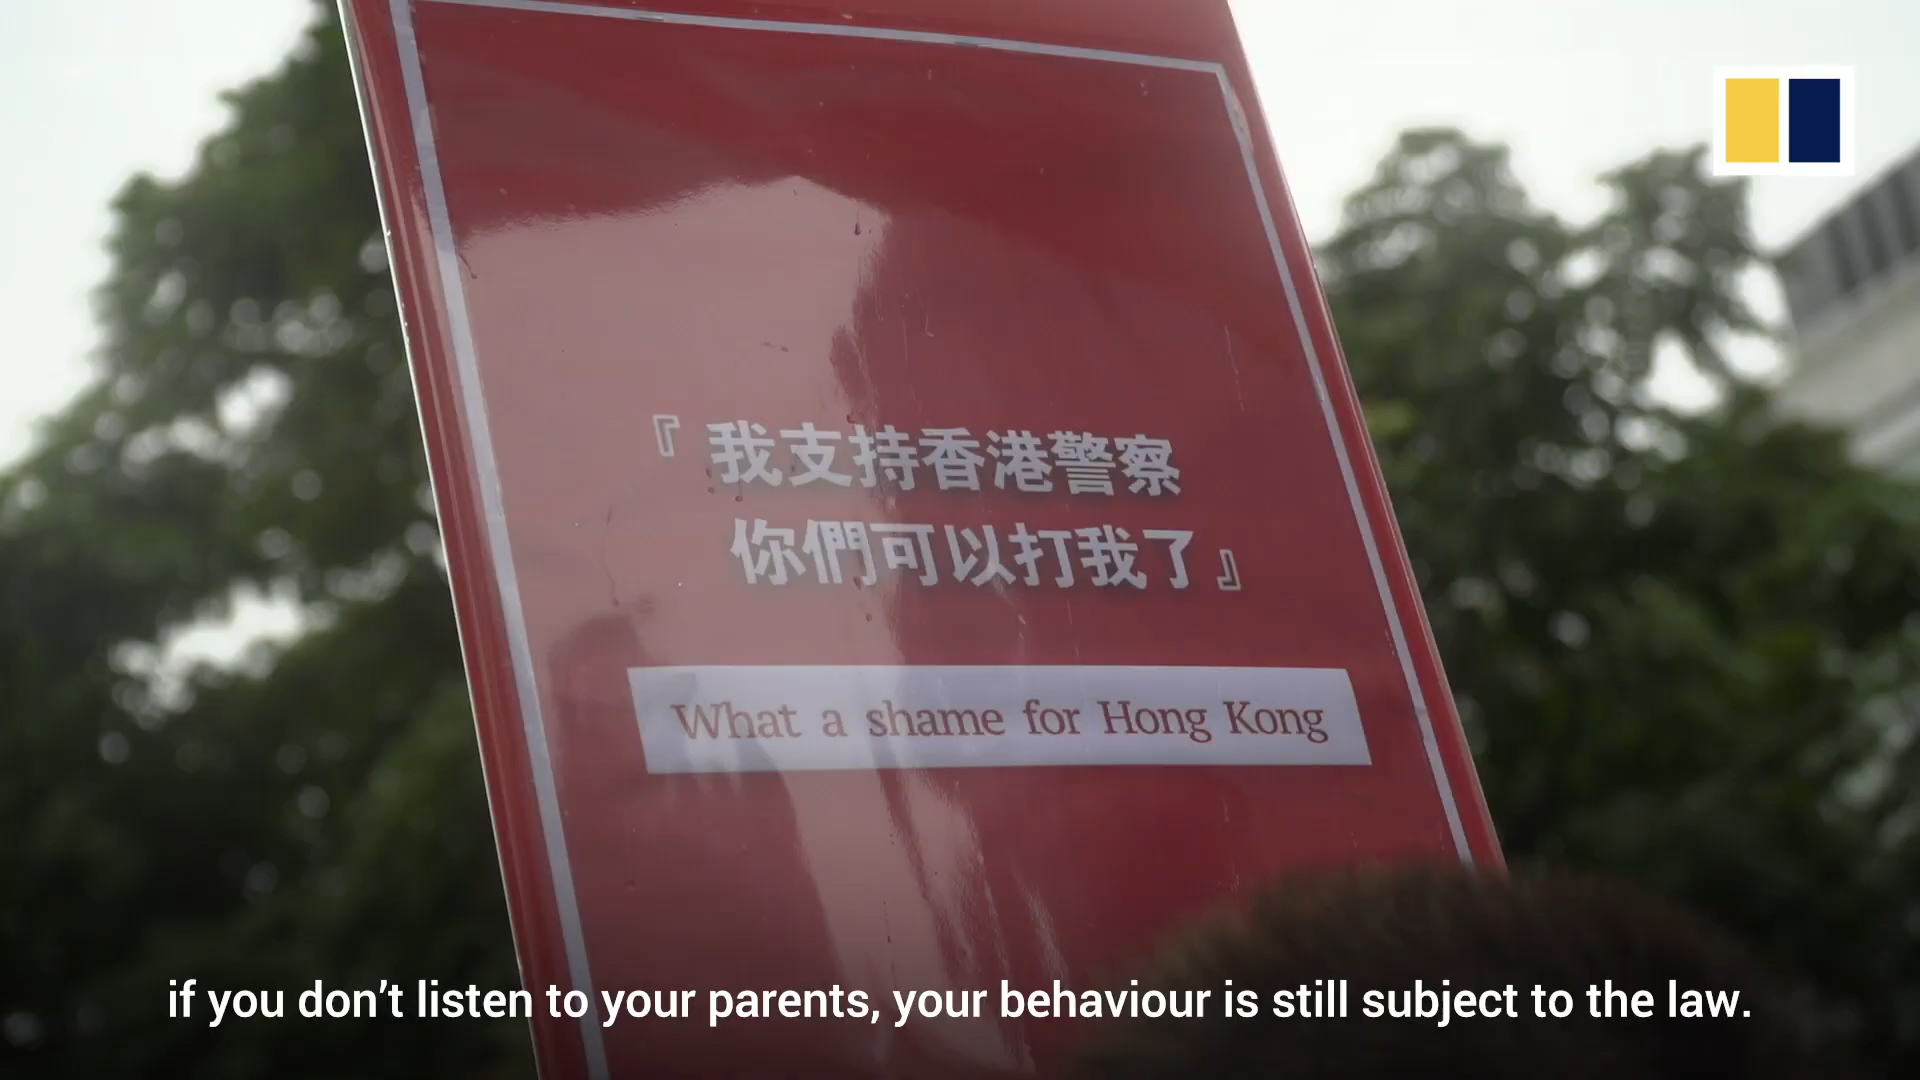 『我支持香港警察
你們可以打我了』
What a shame for Hong Kong
if you don't listen to your parents, your behaviour is still subject to the law.